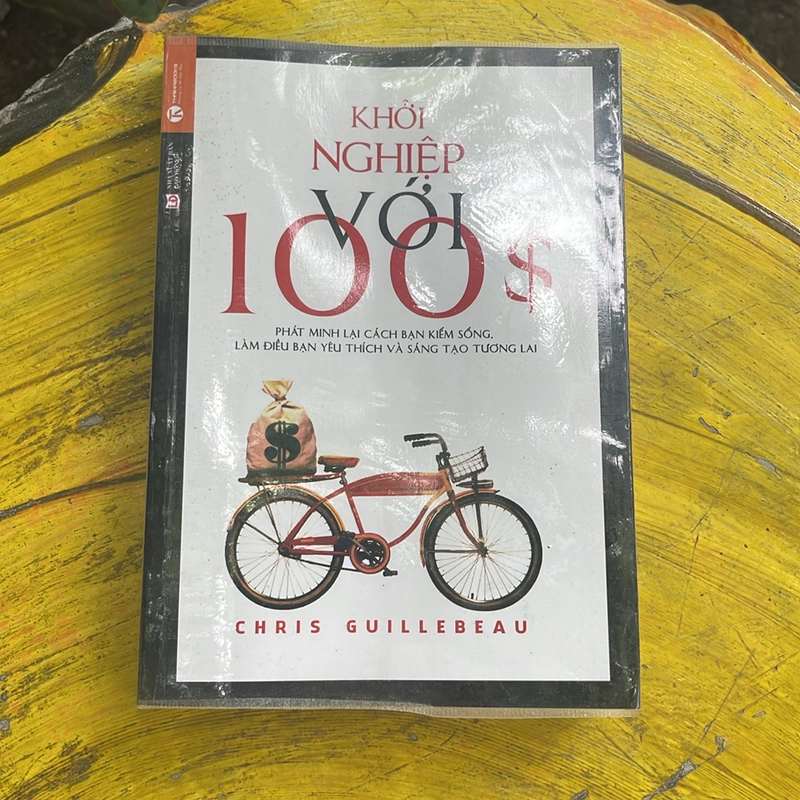 KHỞI
NGHIỆP
VỚI
100$
PHÁT MINH LẠI CÁCH BẠN KIẾM SỐNG,
LÀM ĐIỀU BẠN YÊU THÍCH VÀ SÁNG TẠO TƯƠNG LAI
$
CHRIS GUILLEBEAU
THAIHABOOKS